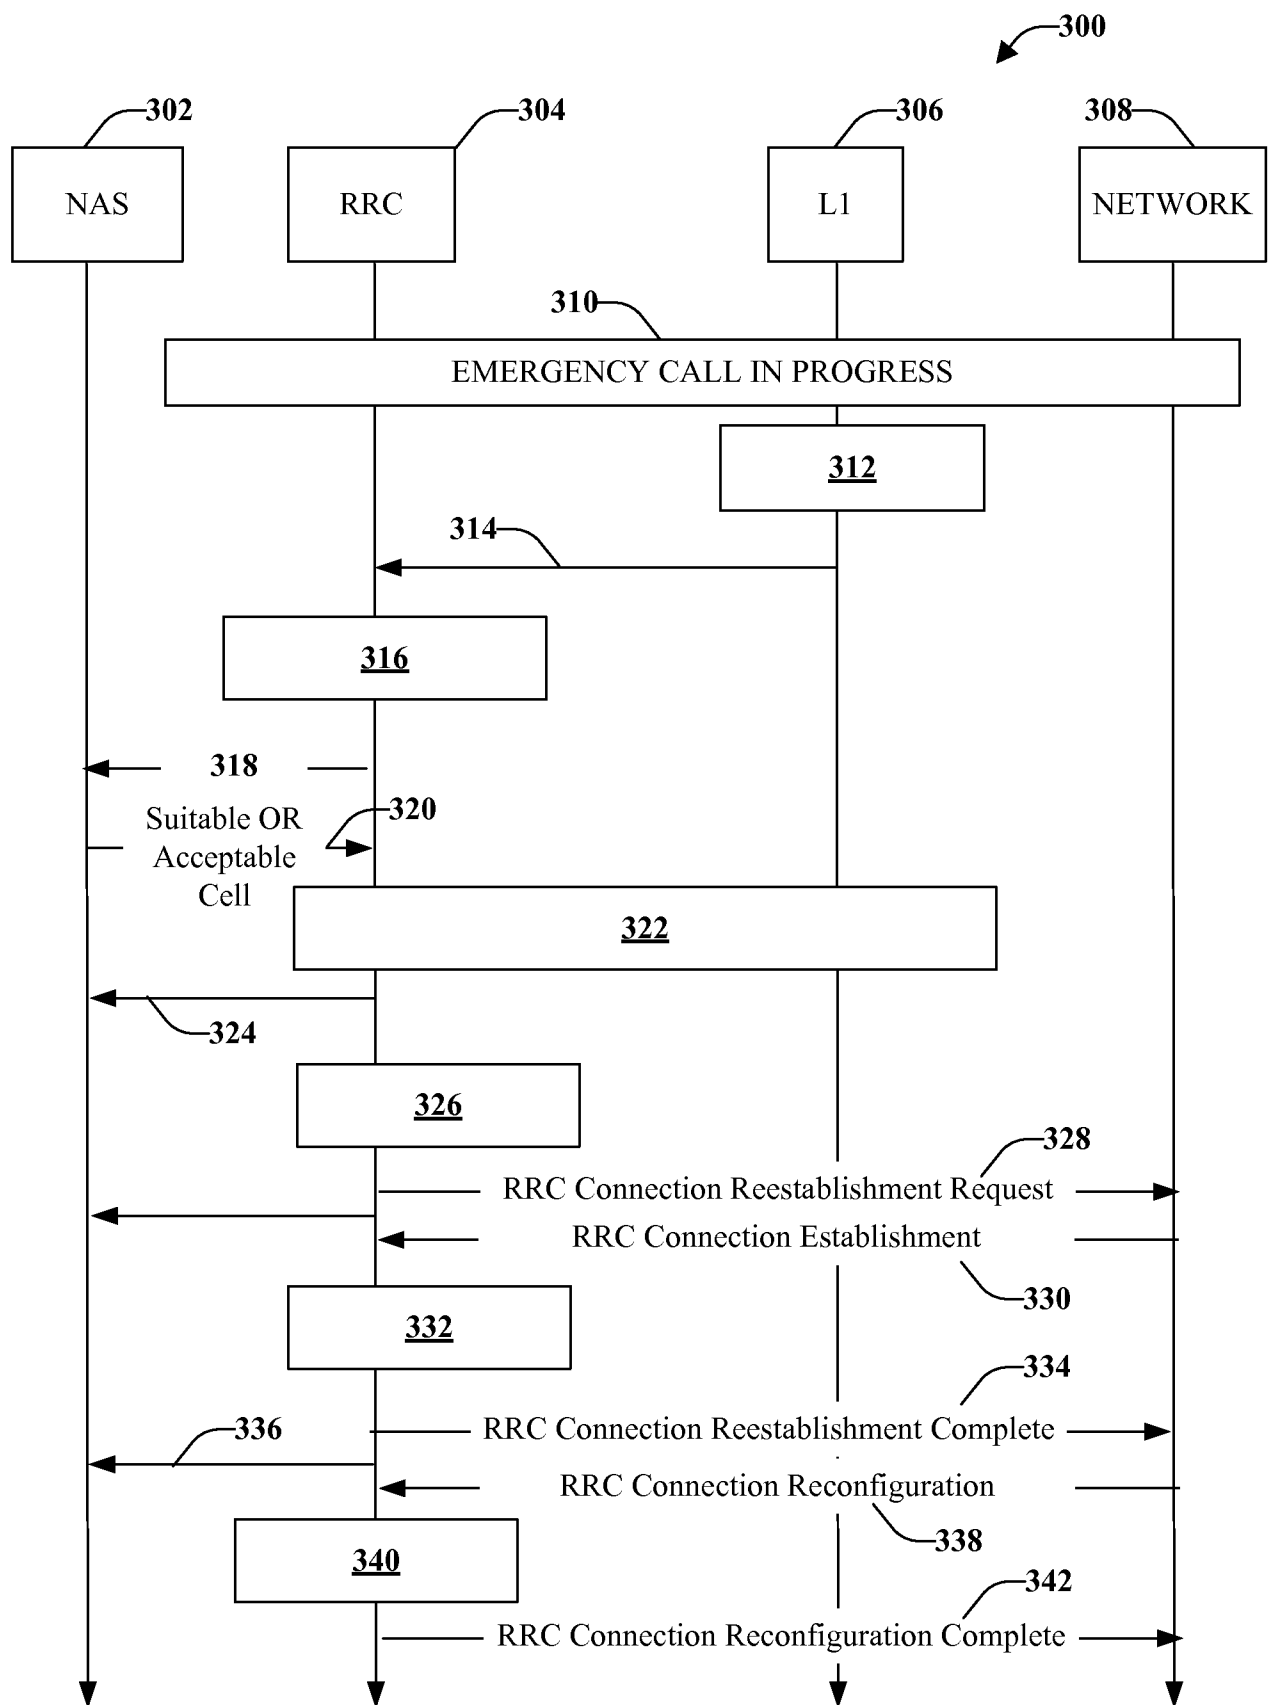 300
302
304
306
308
NAS
RRC
L1
NETWORK
310
EMERGENCY CALL IN PROGRESS
312
314
316
318
320
Suitable OR
Acceptable
Cell
322
324
326
328
RRC Connection Reestablishment Request
RRC Connection Establishment
330
332
334
RRC Connection Reestablishment Complete
336
RRC Connection Reconfiguration
338
340
342
RRC Connection Reconfiguration Complete